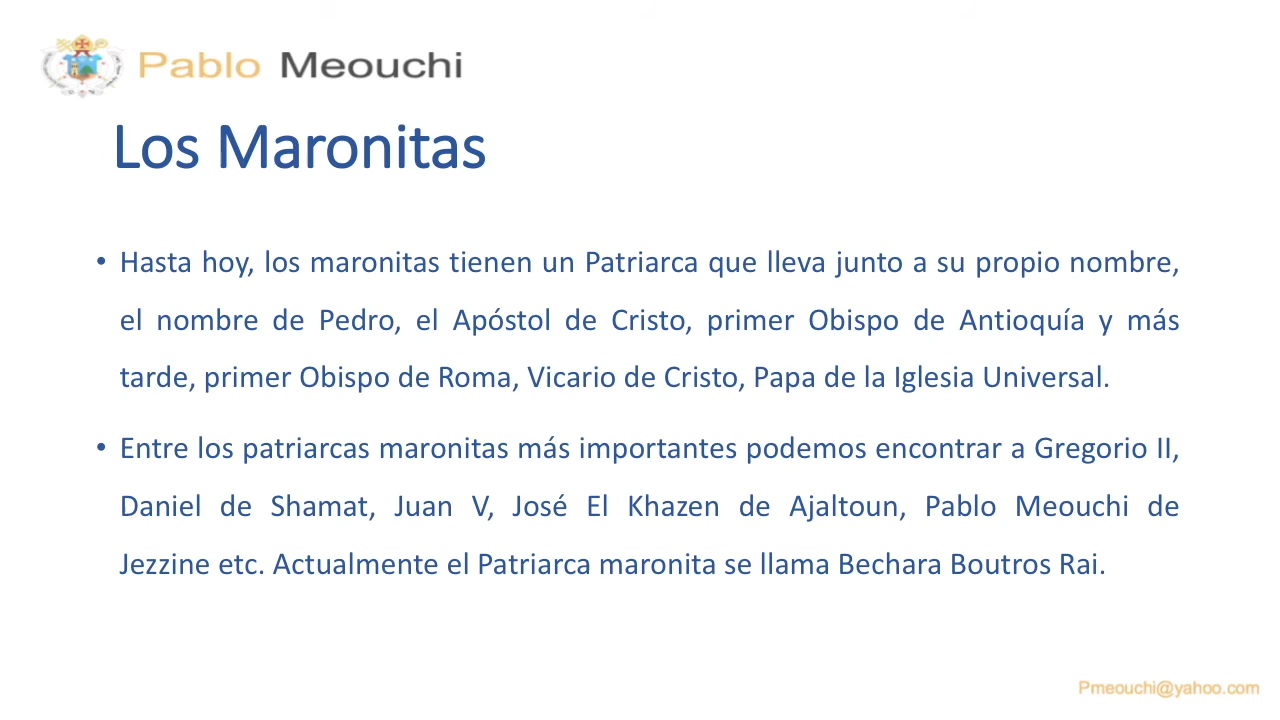 Pablo Meouchi
Los Maronitas
• Hasta hoy, los maronitas tienen un Patriarca que lleva junto a su propio nombre,
el nombre de Pedro, el Apóstol de Cristo, primer Obispo de Antioquía y más
tarde, primer Obispo de Roma, Vicario de Cristo, Papa de la Iglesia Universal.
• Entre los patriarcas maronitas más importantes podemos encontrar a Gregorio II,
Daniel de Shamat, Juan V, José El Khazen de Ajaltoun, Pablo Meouchi de
Jezzine etc. Actualmente el Patriarca maronita se llama Bechara Boutros Rai.
Pmeouchi@yahoo.com